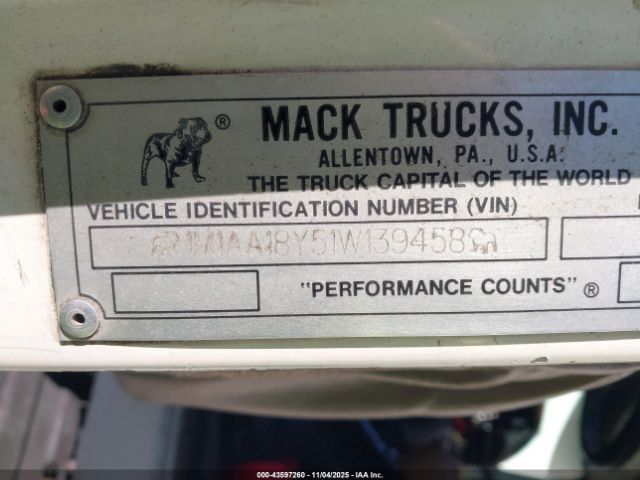 ® MACK TRUCKS, INC.
ALLENTOWN, PA., U.S.A.
THE TRUCK CAPITAL OF THE WORLD
VEHICLE IDENTIFICATION NUMBER (VIN)
1M1AA18Y51W139458
"PERFORMANCE COUNTS"®
000-43597260 - 11/04/2025 - IAA Inc.